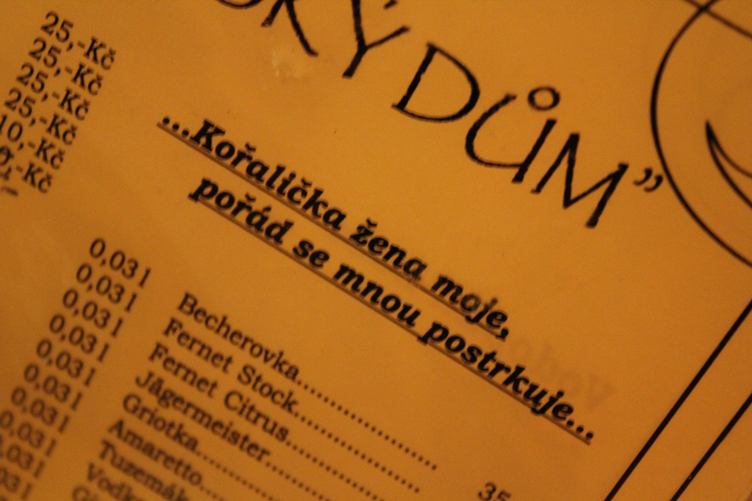 KÝ DŮM”
25,-Kč
25,-Kč
25,-Kč
25,-Kč
10,-Kč
-Kč
...Kořalička žena moje,
pořád se mnou postrkuje...
0,03 l Becherovka
0,03 l Fernet Stock
0,03 l Fernet Citrus
0,03 l Jägermeister
0,03 l Griotka
0,03 l Amaretto
0,03 l
0,03 l
35